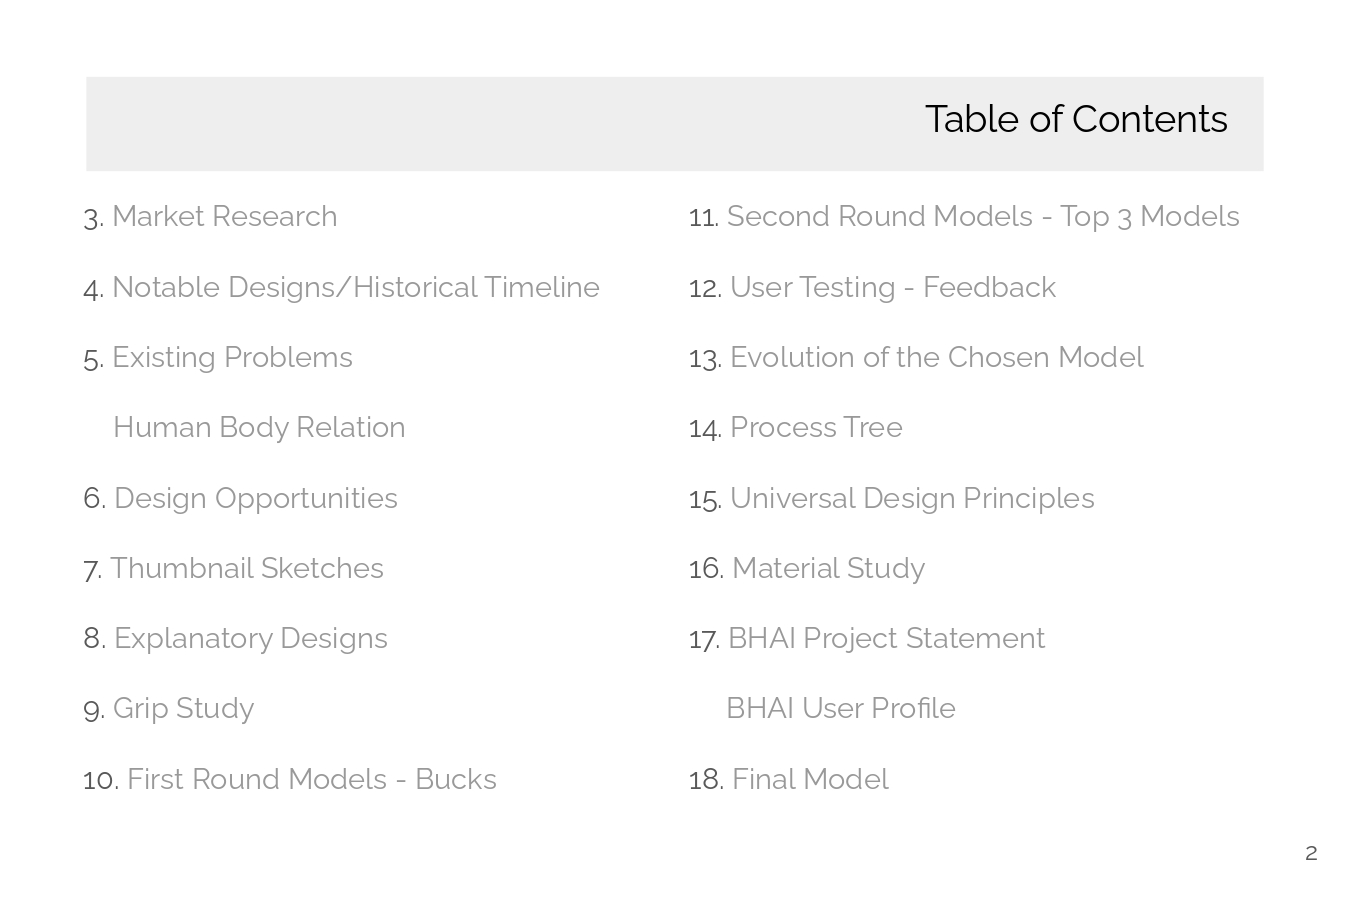 Table of Contents
3. Market Research
4. Notable Designs/Historical Timeline
5. Existing Problems
Human Body Relation
6. Design Opportunities
7. Thumbnail Sketches
8. Explanatory Designs
9. Grip Study
10. First Round Models - Bucks
11. Second Round Models - Top 3 Models
12. User Testing - Feedback
13. Evolution of the Chosen Model
14. Process Tree
15. Universal Design Principles
16. Material Study
17. BHAI Project Statement
BHAI User Profile
18. Final Model
2